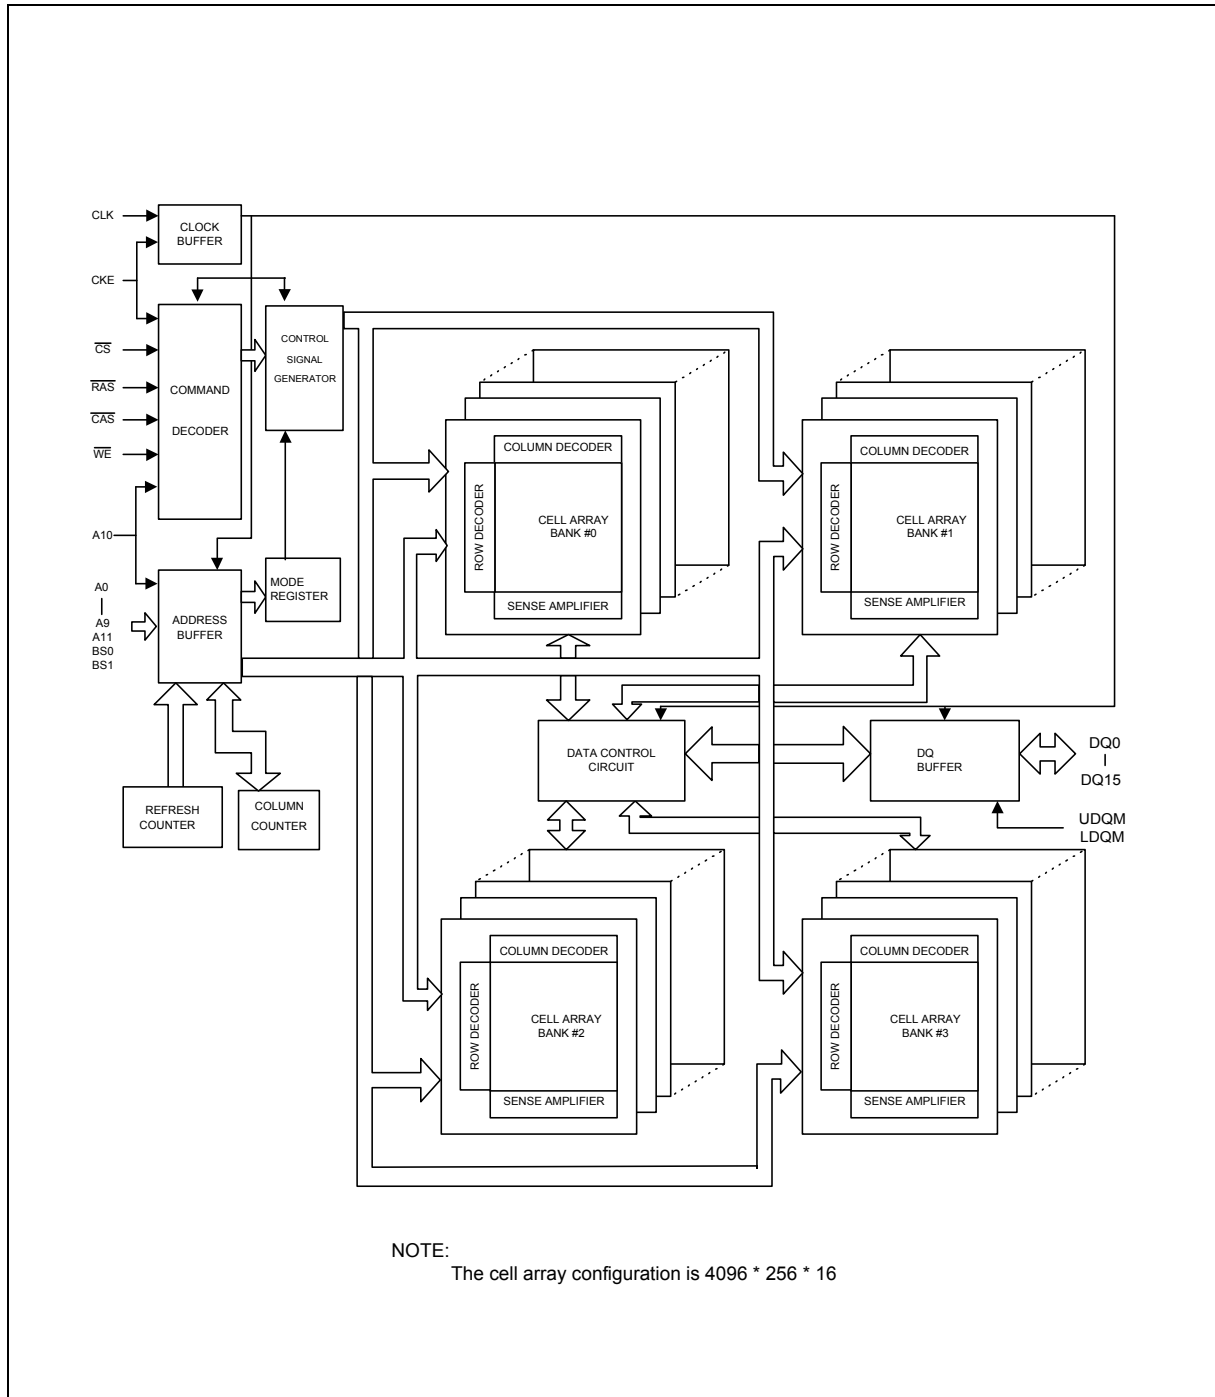 CLK
CLOCK
BUFFER
CKE
CS
RAS
CAS
WE
COMMAND
DECODER
CONTROL
SIGNAL
GENERATOR
A10
A0
A9
A11
BS0
BS1
ADDRESS
BUFFER
MODE
REGISTER
REFRESH
COUNTER
COLUMN
COUNTER
COLUMN DECODER
ROW DECODER
CELL ARRAY
BANK #0
SENSE AMPLIFIER
COLUMN DECODER
ROW DECODER
CELL ARRAY
BANK #1
SENSE AMPLIFIER
DATA CONTROL
CIRCUIT
DQ
BUFFER
DQ0
DQ15
UDQM
LDQM
COLUMN DECODER
ROW DECODER
CELL ARRAY
BANK #2
SENSE AMPLIFIER
COLUMN DECODER
ROW DECODER
CELL ARRAY
BANK #3
SENSE AMPLIFIER
NOTE:
The cell array configuration is 4096 * 256 * 16